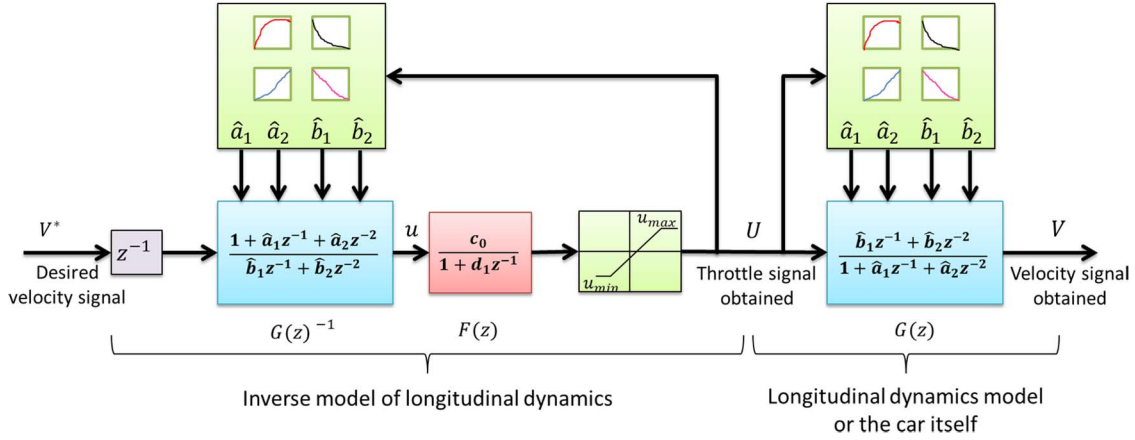 â₁ â₂ b̂₁ b̂₂
â₁ â₂ b̂₁ b̂₂
V*
Desired
velocity signal
z⁻¹
1 + â₁z⁻¹ + â₂z⁻²
b̂₁z⁻¹ + b̂₂z⁻²
u
c₀
1 + d₁z⁻¹
u_max
u_min
U
Throttle signal
obtained
b̂₁z⁻¹ + b̂₂z⁻²
1 + â₁z⁻¹ + â₂z⁻²
V
Velocity signal
obtained
G(z)⁻¹
F(z)
G(z)
Inverse model of longitudinal dynamics
Longitudinal dynamics model
or the car itself